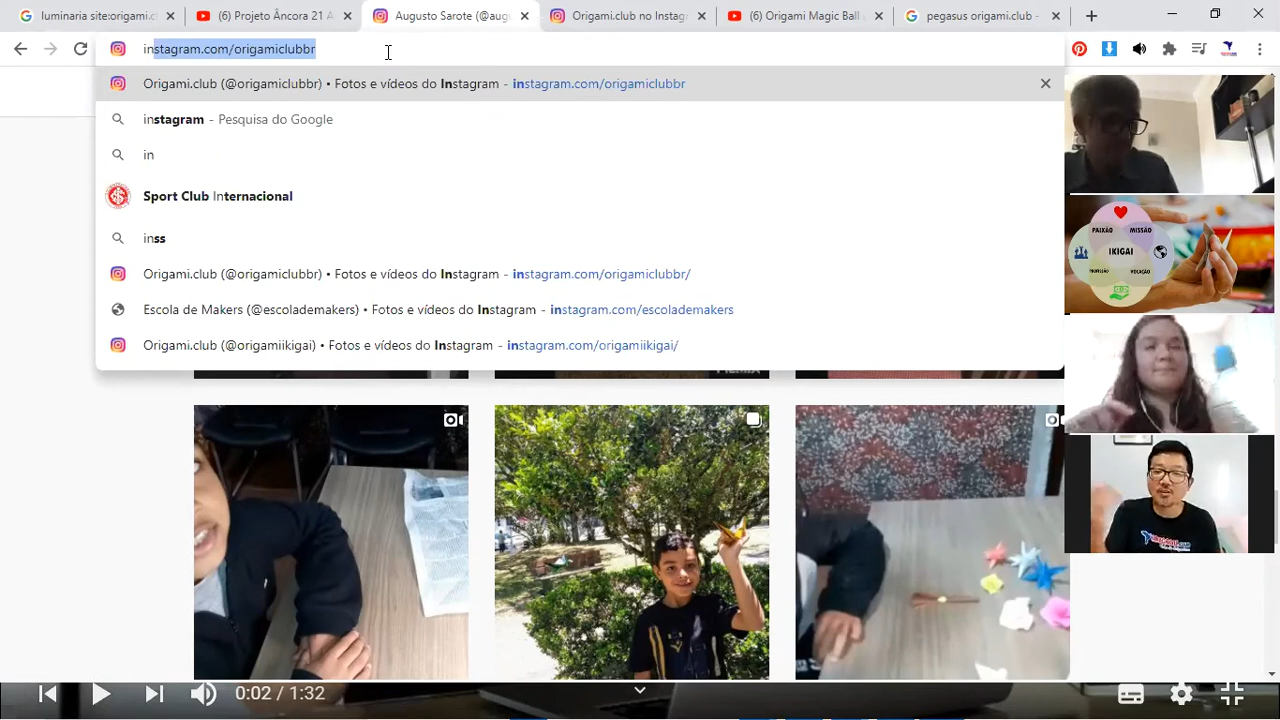 luminaria site:origami.c
(6) Projeto Âncora 21 A
Augusto Sarote (@augu
Origami.club no Instag
(6) Origami Magic Ball
pegasus origami.club -
instagram.com/origamiclubbr
Origami.club (@origamiclubbr) • Fotos e vídeos do Instagram - instagram.com/origamiclubbr
instagram - Pesquisa do Google
in
Sport Club Internacional
inss
Origami.club (@origamiclubbr) • Fotos e vídeos do Instagram - instagram.com/origamiclubbr/
Escola de Makers (@escolademakers) • Fotos e vídeos do Instagram - instagram.com/escolademakers
Origami.club (@origamiikigai) • Fotos e vídeos do Instagram - instagram.com/origamiikigai/
PAIXÃO
MISSÃO
IKIGAI
VOCAÇÃO
0:02 / 1:32